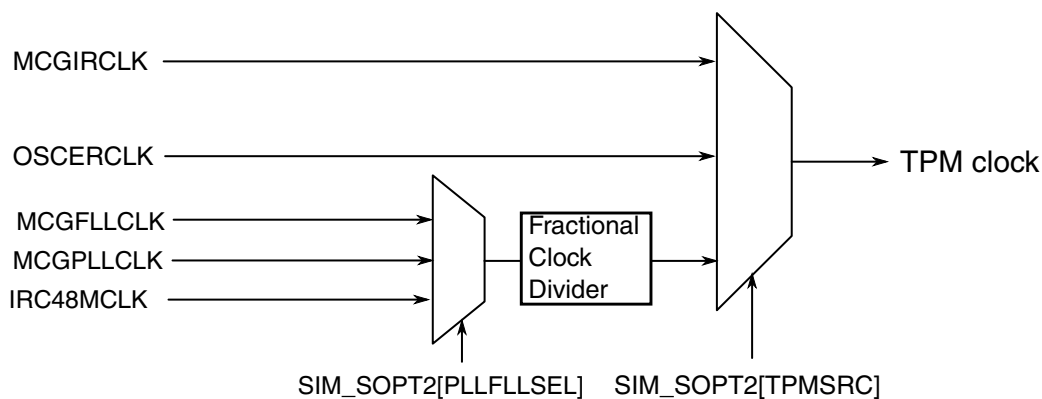 MCGIRCLK
OSCERCLK
TPM clock
MCGFLLCLK
MCGPLLCLK
IRC48MCLK
Fractional
Clock
Divider
SIM_SOPT2[PLLFLLSEL]
SIM_SOPT2[TPMSRC]